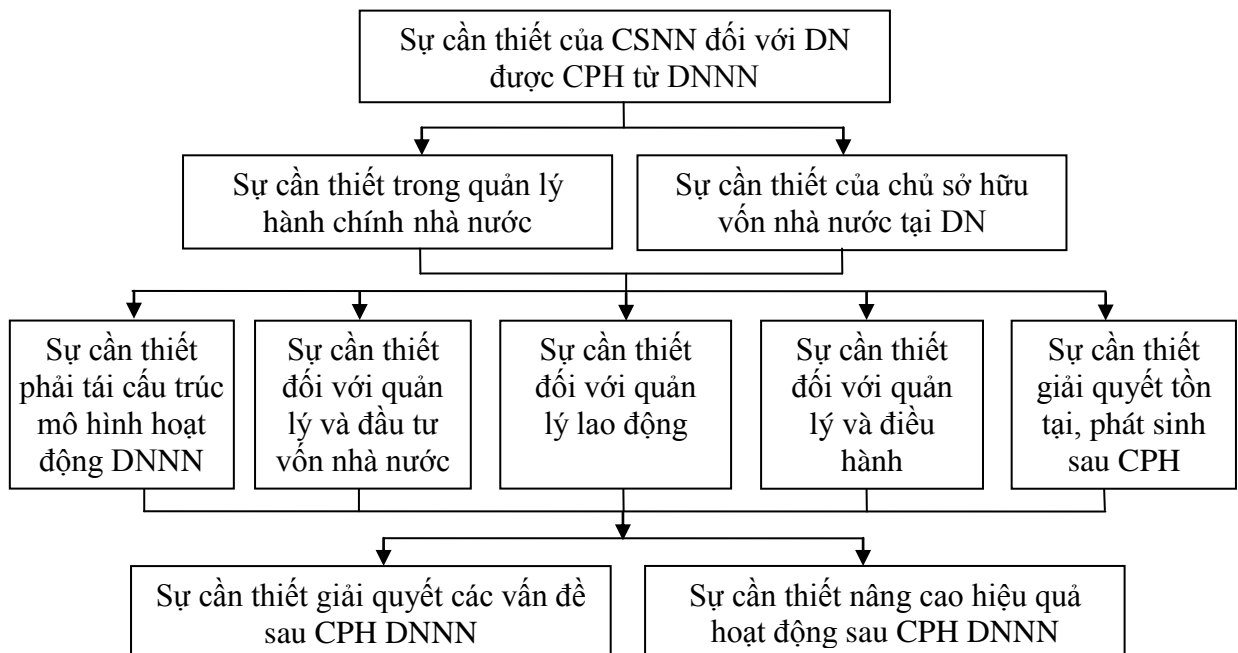 Sự cần thiết của CSNN đối với DN
được CPH từ DNNN
Sự cần thiết trong quản lý
hành chính nhà nước
Sự cần thiết của chủ sở hữu
vốn nhà nước tại DN
Sự cần thiết
phải tái cấu trúc
mô hình hoạt
động DNNN
Sự cần thiết
đối với quản
lý và đầu tư
vốn nhà nước
Sự cần thiết
đối với quản
lý lao động
Sự cần thiết
đối với quản
lý và điều
hành
Sự cần thiết
giải quyết tồn
tại, phát sinh
sau CPH
Sự cần thiết giải quyết các vấn đề
sau CPH DNNN
Sự cần thiết nâng cao hiệu quả
hoạt động sau CPH DNNN